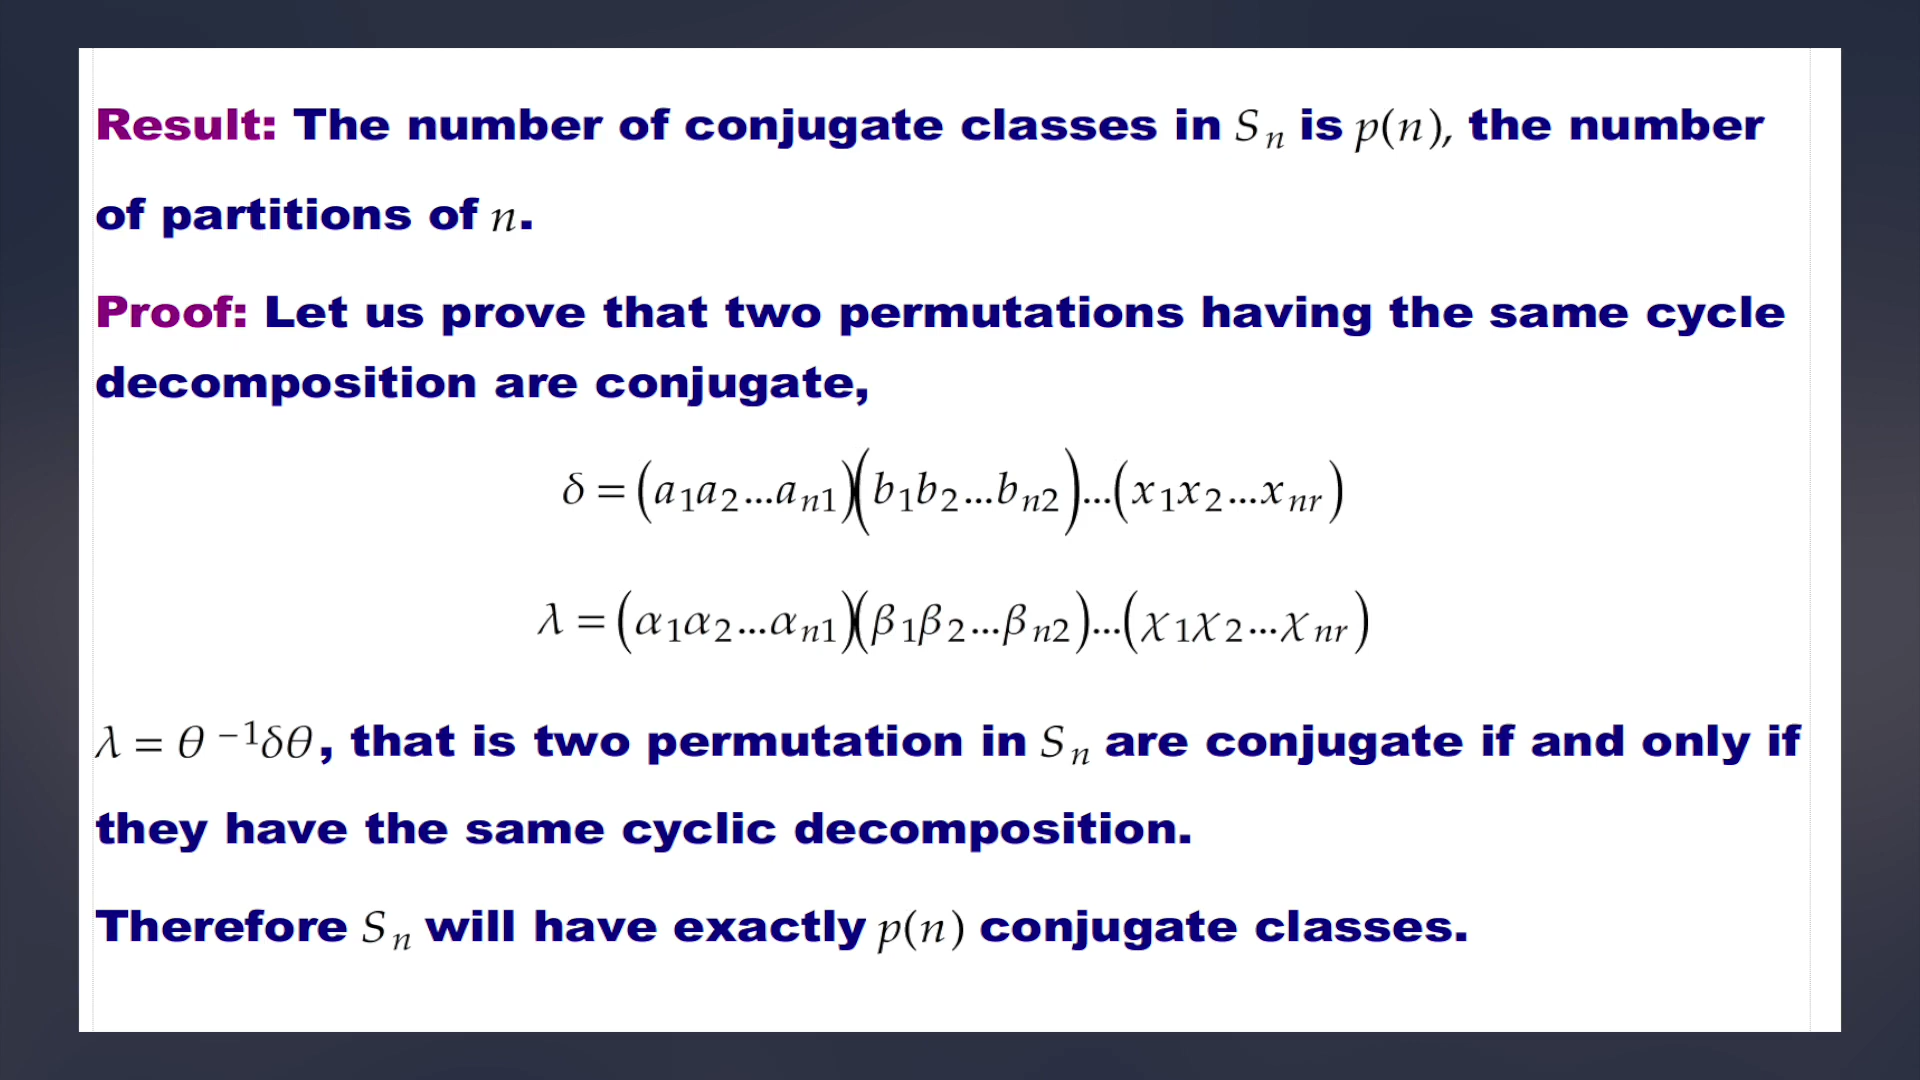 Result: The number of conjugate classes in Sₙ is p(n), the number
of partitions of n.
Proof: Let us prove that two permutations having the same cycle
decomposition are conjugate,
δ = (a₁a₂...aₙ₁)(b₁b₂...bₙ₂)...(x₁x₂...xₙᵣ)
λ = (α₁α₂...αₙ₁)(β₁β₂...βₙ₂)...(χ₁χ₂...χₙᵣ)
λ = θ⁻¹δθ, that is two permutation in Sₙ are conjugate if and only if
they have the same cyclic decomposition.
Therefore Sₙ will have exactly p(n) conjugate classes.